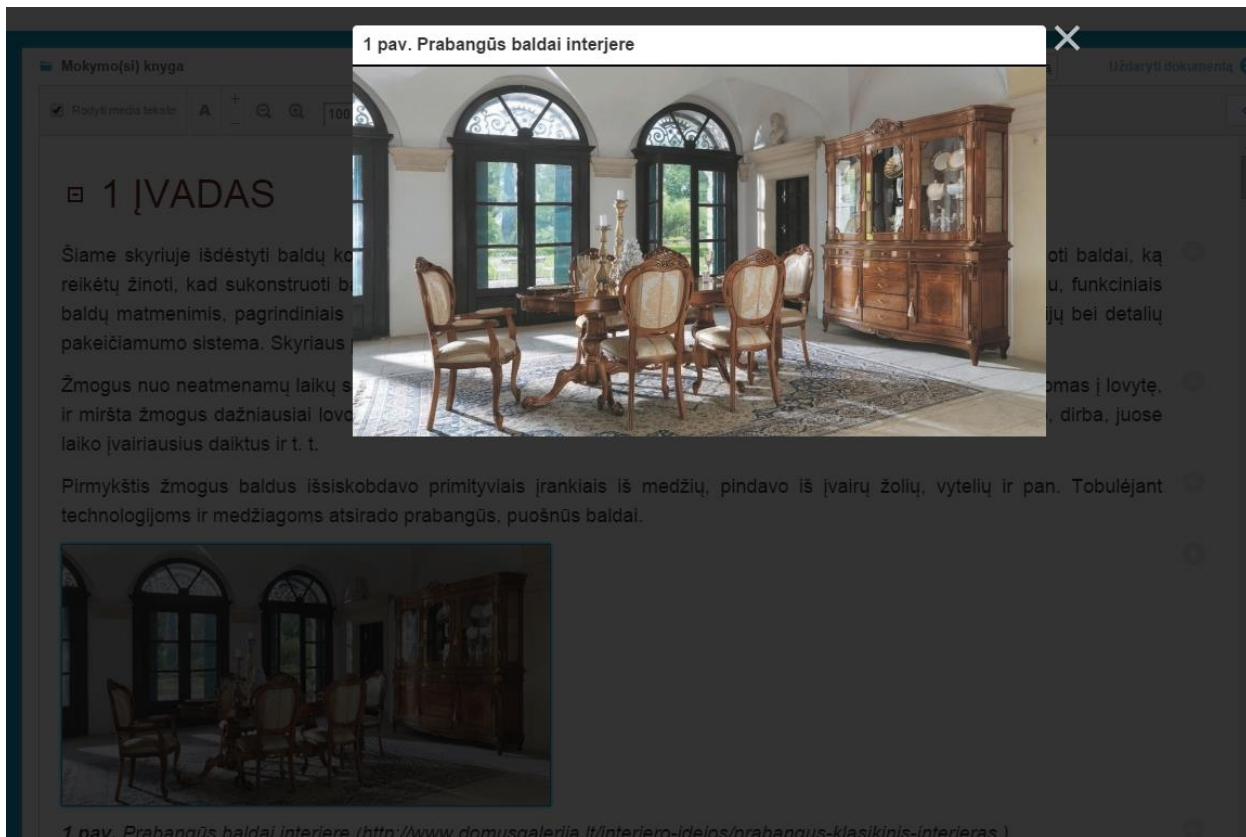 1 pav. Prabangūs baldai interjere
Mokymo(si) knyga
Uždaryti dokumentą
Rodyti media tekste
A
+
-
100
1 ĮVADAS
Šiame skyriuje išdėstyti baldų ko
oti baldai, ką
reikėtų žinoti, kad sukonstruoti b
u, funkciniais
baldų matmenimis, pagrindiniais
ijų bei detalių
pakeičiamumo sistema. Skyriaus
Žmogus nuo neatmenamų laikų s
omas į lovytę,
ir miršta žmogus dažniausiai lovo
, dirba, juose
laiko įvairiausius daiktus ir t. t.
Pirmykštis žmogus baldus išsiskobdavo primityviais įrankiais iš medžių, pindavo iš įvairų žolių, vytelių ir pan. Tobulėjant
technologijoms ir medžiagoms atsirado prabangūs, puošnūs baldai.
1 pav. Prabangūs baldai interjere (http://www.domusgalerija.lt/interjero-idejos/prabangus-klasikinis-interjeras )